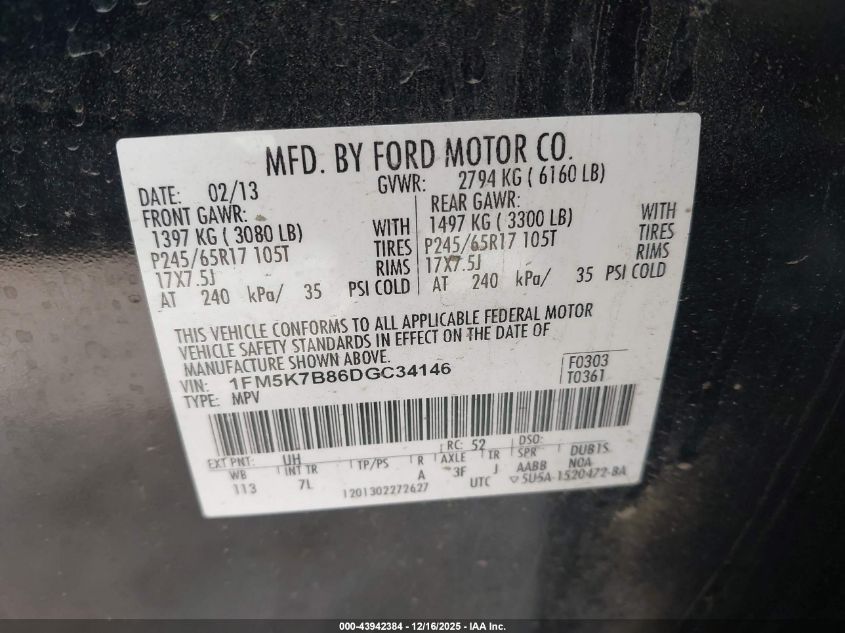 MFD. BY FORD MOTOR CO.
DATE: 02/13 GVWR: 2794 KG ( 6160 LB)
FRONT GAWR: REAR GAWR:
1397 KG ( 3080 LB) WITH 1497 KG ( 3300 LB) WITH
P245/65R17 105T TIRES P245/65R17 105T TIRES
17X7.5J RIMS 17X7.5J RIMS
AT 240 kPa/ 35 PSI COLD AT 240 kPa/ 35 PSI COLD
THIS VEHICLE CONFORMS TO ALL APPLICABLE FEDERAL MOTOR
VEHICLE SAFETY STANDARDS IN EFFECT ON THE DATE OF
MANUFACTURE SHOWN ABOVE.
VIN: 1FM5K7B86DGC34146 F0303
TYPE: MPV T0361
EXT PNT: UH RC: 52 DSO:
WB INT TR TP/PS R AXLE TR SPR DUBIS
113 7L A 3F J AABB NOA
1201302272627 UTC ▽5U5A-1520472-BA
000-43942384 - 12/16/2025 - IAA Inc.